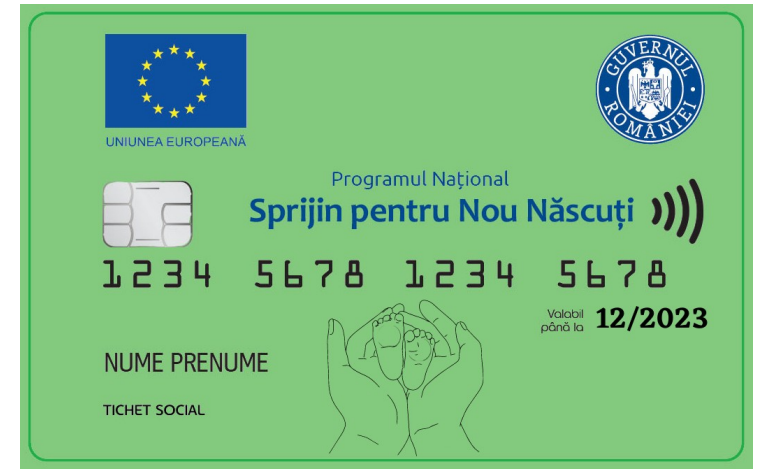 GUVERNUL ROMÂNIEI
UNIUNEA EUROPEANĂ
Programul Național
Sprijin pentru Nou Născuți
1234 5678 1234 5678
Valabil până la 12/2023
NUME PRENUME
TICHET SOCIAL